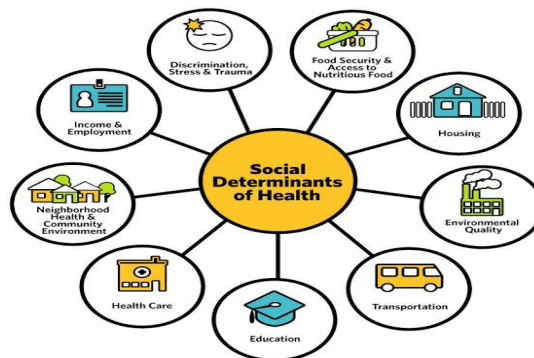 Social
Determinants
of Health
Discrimination,
Stress & Trauma
Food Security &
Access to
Nutritious Food
Housing
Environmental
Quality
Transportation
Education
Health Care
Neighborhood
Health &
Community
Environment
Income &
Employment